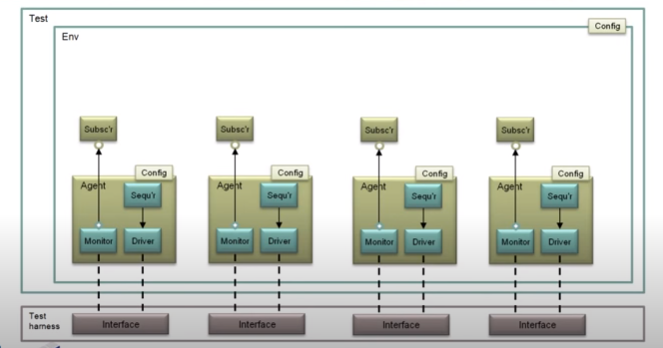 Test
Config
Env
Subsc'r
Subsc'r
Subsc'r
Subsc'r
Config
Config
Config
Config
Agent
Agent
Agent
Agent
Sequ'r
Sequ'r
Sequ'r
Sequ'r
Monitor
Driver
Monitor
Driver
Monitor
Driver
Monitor
Driver
Test
harness
Interface
Interface
Interface
Interface